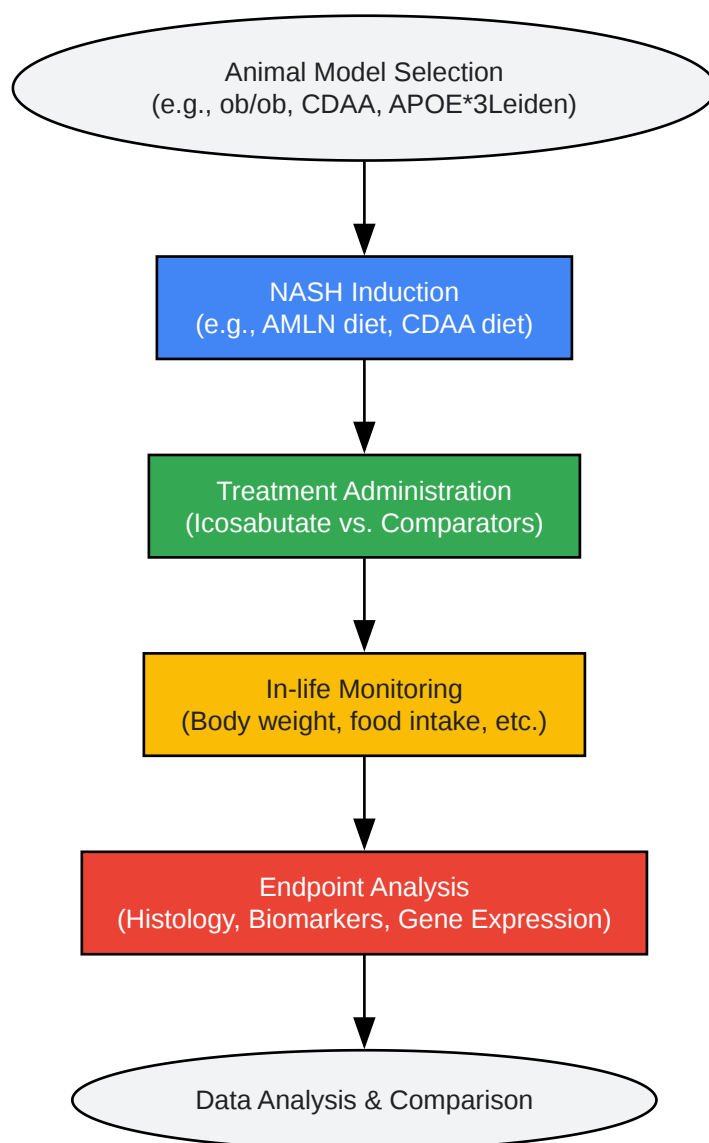 Animal Model Selection
(e.g., ob/ob, CDAA, APOE*3Leiden)
NASH Induction
(e.g., AMLN diet, CDAA diet)
Treatment Administration
(Icosabutate vs. Comparators)
In-life Monitoring
(Body weight, food intake, etc.)
Endpoint Analysis
(Histology, Biomarkers, Gene Expression)
Data Analysis & Comparison